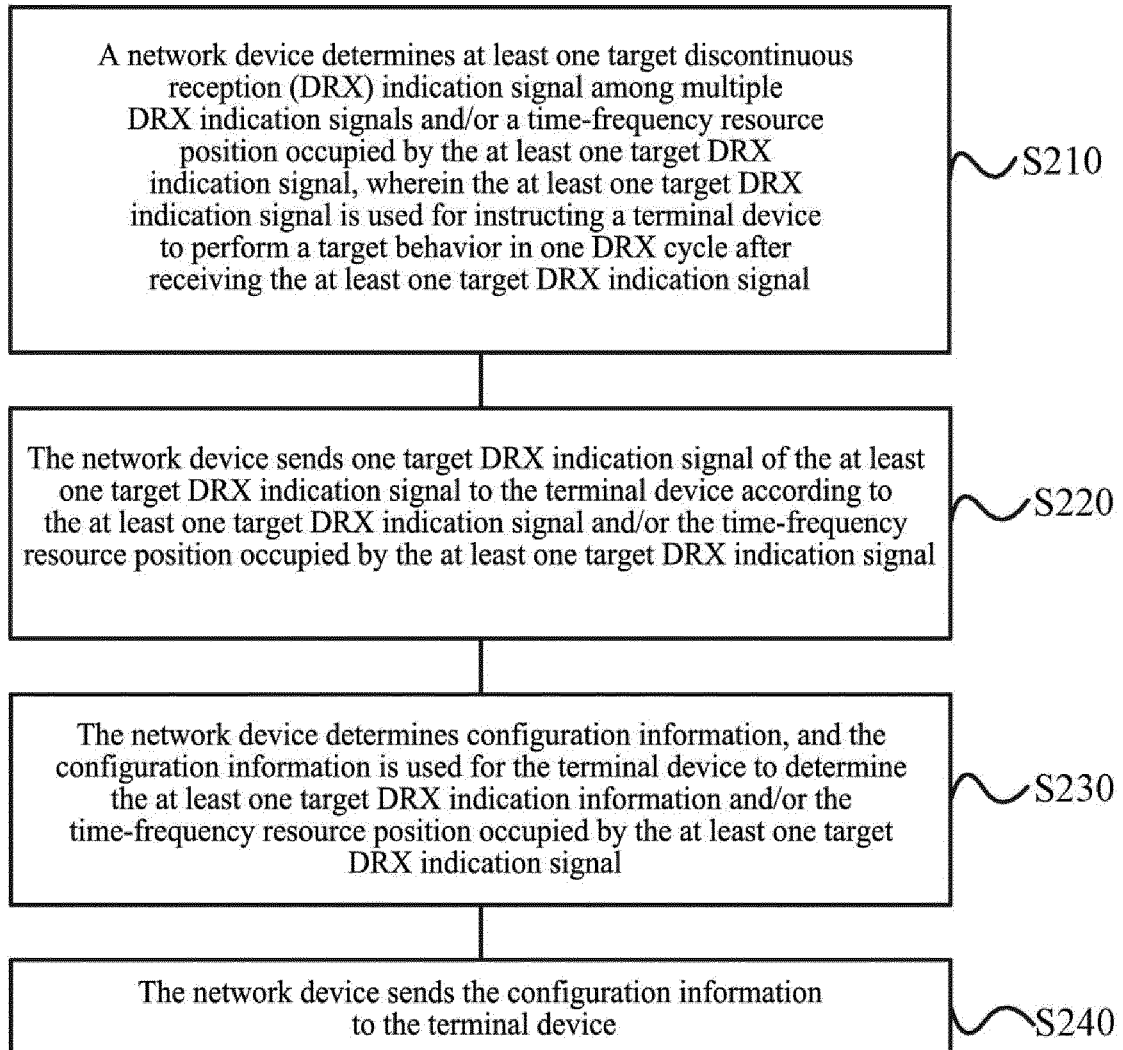 A network device determines at least one target discontinuous
reception (DRX) indication signal among multiple
DRX indication signals and/or a time-frequency resource
position occupied by the at least one target DRX
indication signal, wherein the at least one target DRX
indication signal is used for instructing a terminal device
to perform a target behavior in one DRX cycle after
receiving the at least one target DRX indication signal
S210
The network device sends one target DRX indication signal of the at least
one target DRX indication signal to the terminal device according to
the at least one target DRX indication signal and/or the time-frequency
resource position occupied by the at least one target DRX indication signal
S220
The network device determines configuration information, and the
configuration information is used for the terminal device to determine
the at least one target DRX indication information and/or the
time-frequency resource position occupied by the at least one target
DRX indication signal
S230
The network device sends the configuration information
to the terminal device
S240